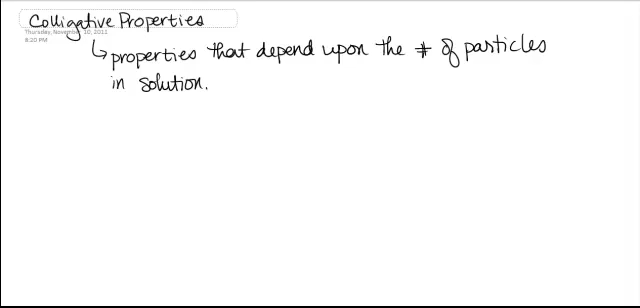 Colligative Properties
Thursday, November 10, 2011
8:20 PM
↳ properties that depend upon the # of particles
in solution.